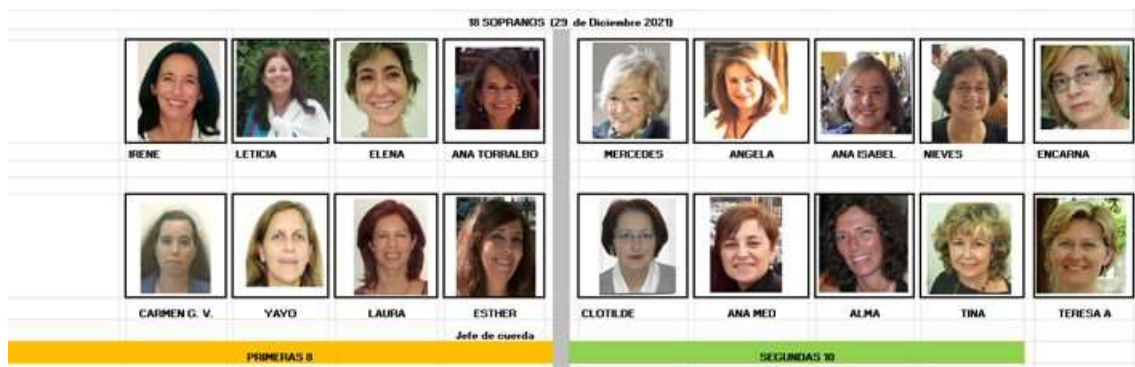 18 SOPRANOS (29 de Diciembre 2021)
IRENE LETICIA ELENA ANA TORRALBO MERCEDES ANGELA ANA ISABEL NIEVES ENCARNA
CARMEN G. V. YAYO LAURA ESTHER CLOTILDE ANA MED ALMA TINA TERESA A
Jefe de cuerda
PRIMERAS 8 SEGUNDAS 10